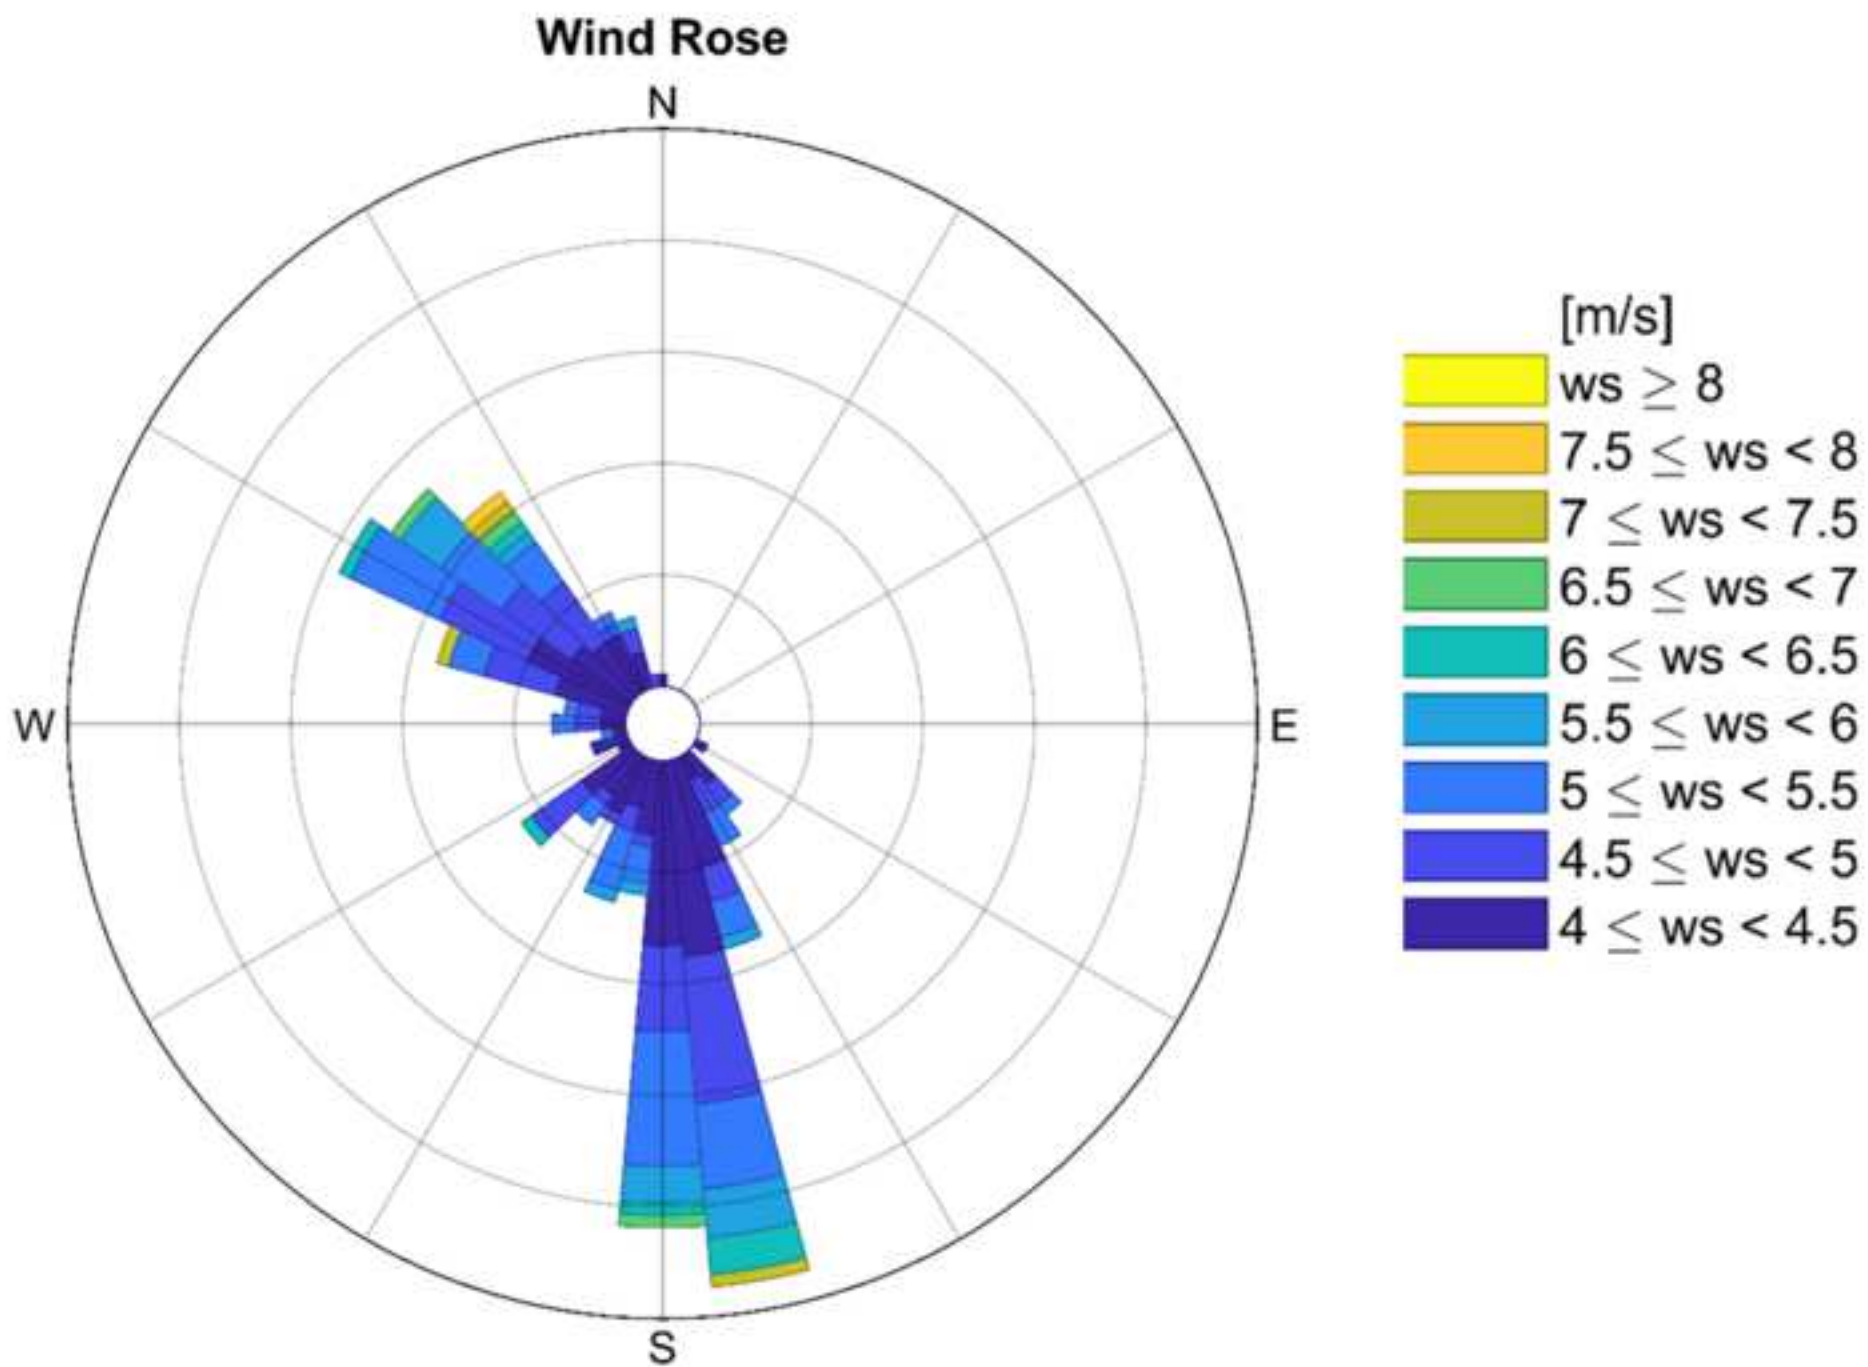 Wind Rose
N
W
E
S
[m/s]
ws ≥ 8
7.5 ≤ ws < 8
7 ≤ ws < 7.5
6.5 ≤ ws < 7
6 ≤ ws < 6.5
5.5 ≤ ws < 6
5 ≤ ws < 5.5
4.5 ≤ ws < 5
4 ≤ ws < 4.5